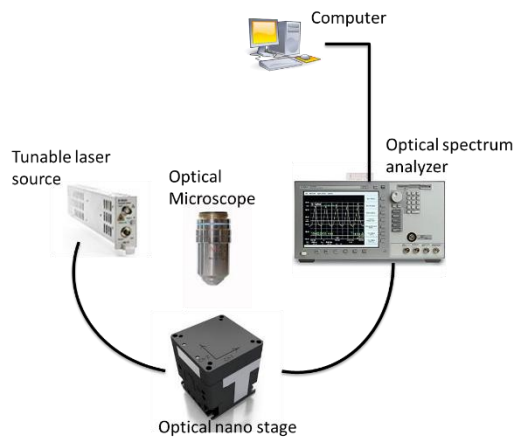 Computer
Tunable laser
source
Optical
Microscope
Optical spectrum
analyzer
Optical nano stage